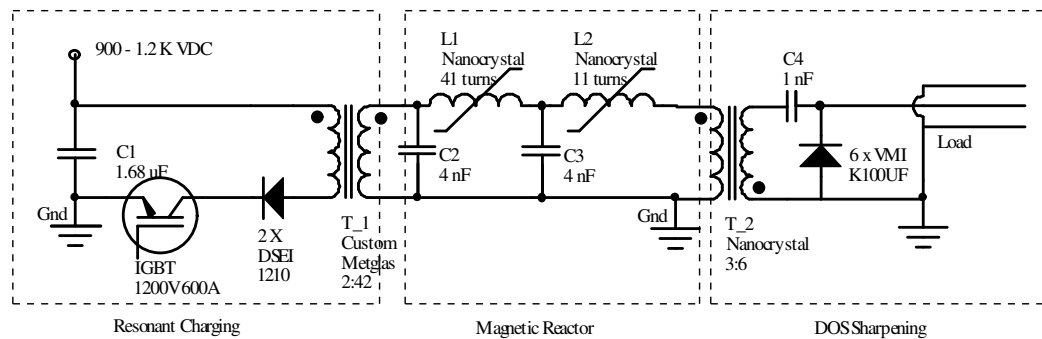 900 - 1.2 K VDC
C1
1.68 uF
Gnd
IGBT
1200V 600A
2 X
DSEI
1210
T_1
Custom
Metglas
2:42
L1
Nanocrystal
41 turns
L2
Nanocrystal
11 turns
C2
4 nF
C3
4 nF
Gnd
T_2
Nanocrystal
3:6
C4
1 nF
6 x VMI
K100UF
Load
Resonant Charging
Magnetic Reactor
DOS Sharpening